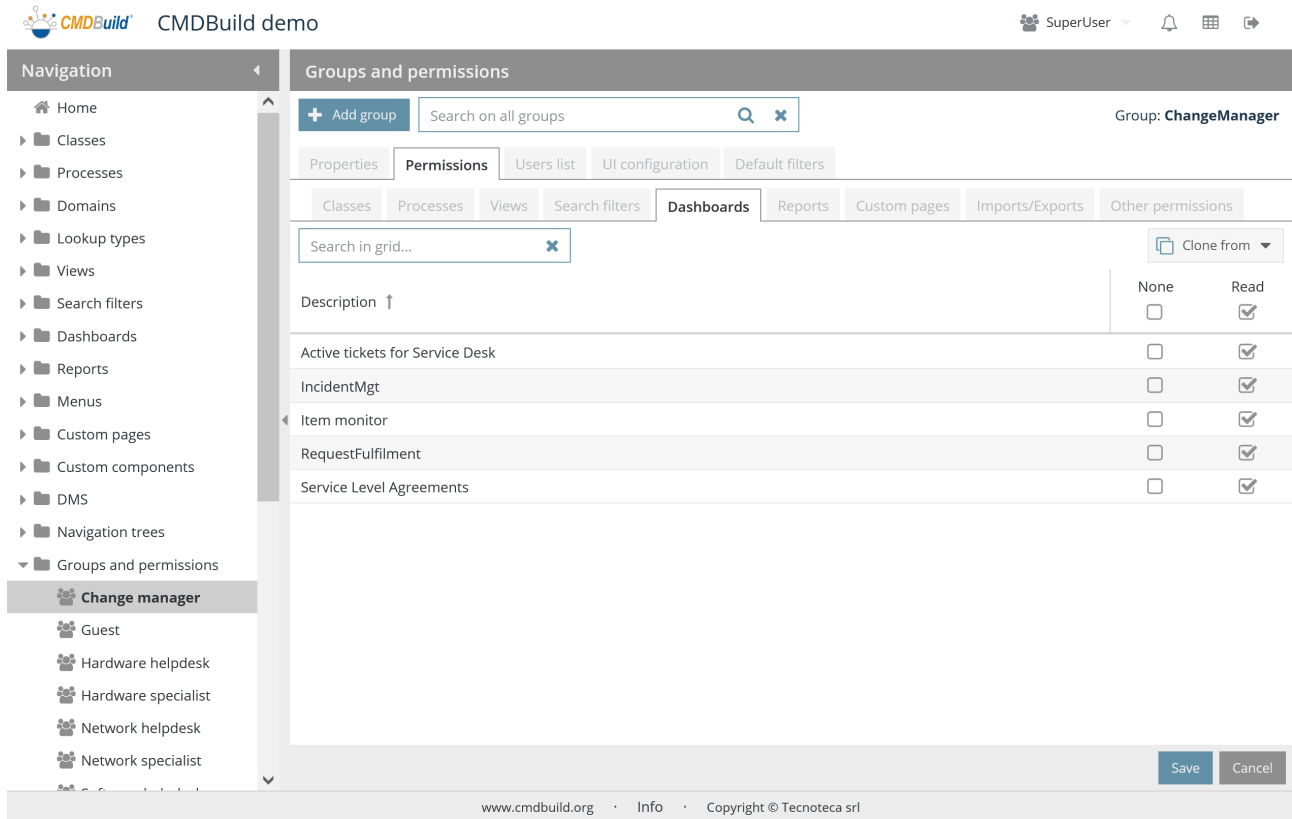 CMDBuild CMDBuild demo SuperUser
Navigation Groups and permissions
Home
Classes
Processes
Domains
Lookup types
Views
Search filters
Dashboards
Reports
Menus
Custom pages
Custom components
DMS
Navigation trees
Groups and permissions
Change manager
Guest
Hardware helpdesk
Hardware specialist
Network helpdesk
Network specialist
Add group Search on all groups Group: ChangeManager
Properties Permissions Users list UI configuration Default filters
Classes Processes Views Search filters Dashboards Reports Custom pages Imports/Exports Other permissions
Search in grid... Clone from
Description ↑ None Read
Active tickets for Service Desk
IncidentMgt
Item monitor
RequestFulfilment
Service Level Agreements
Save Cancel
www.cmdbuild.org · Info · Copyright © Tecnoteca srl